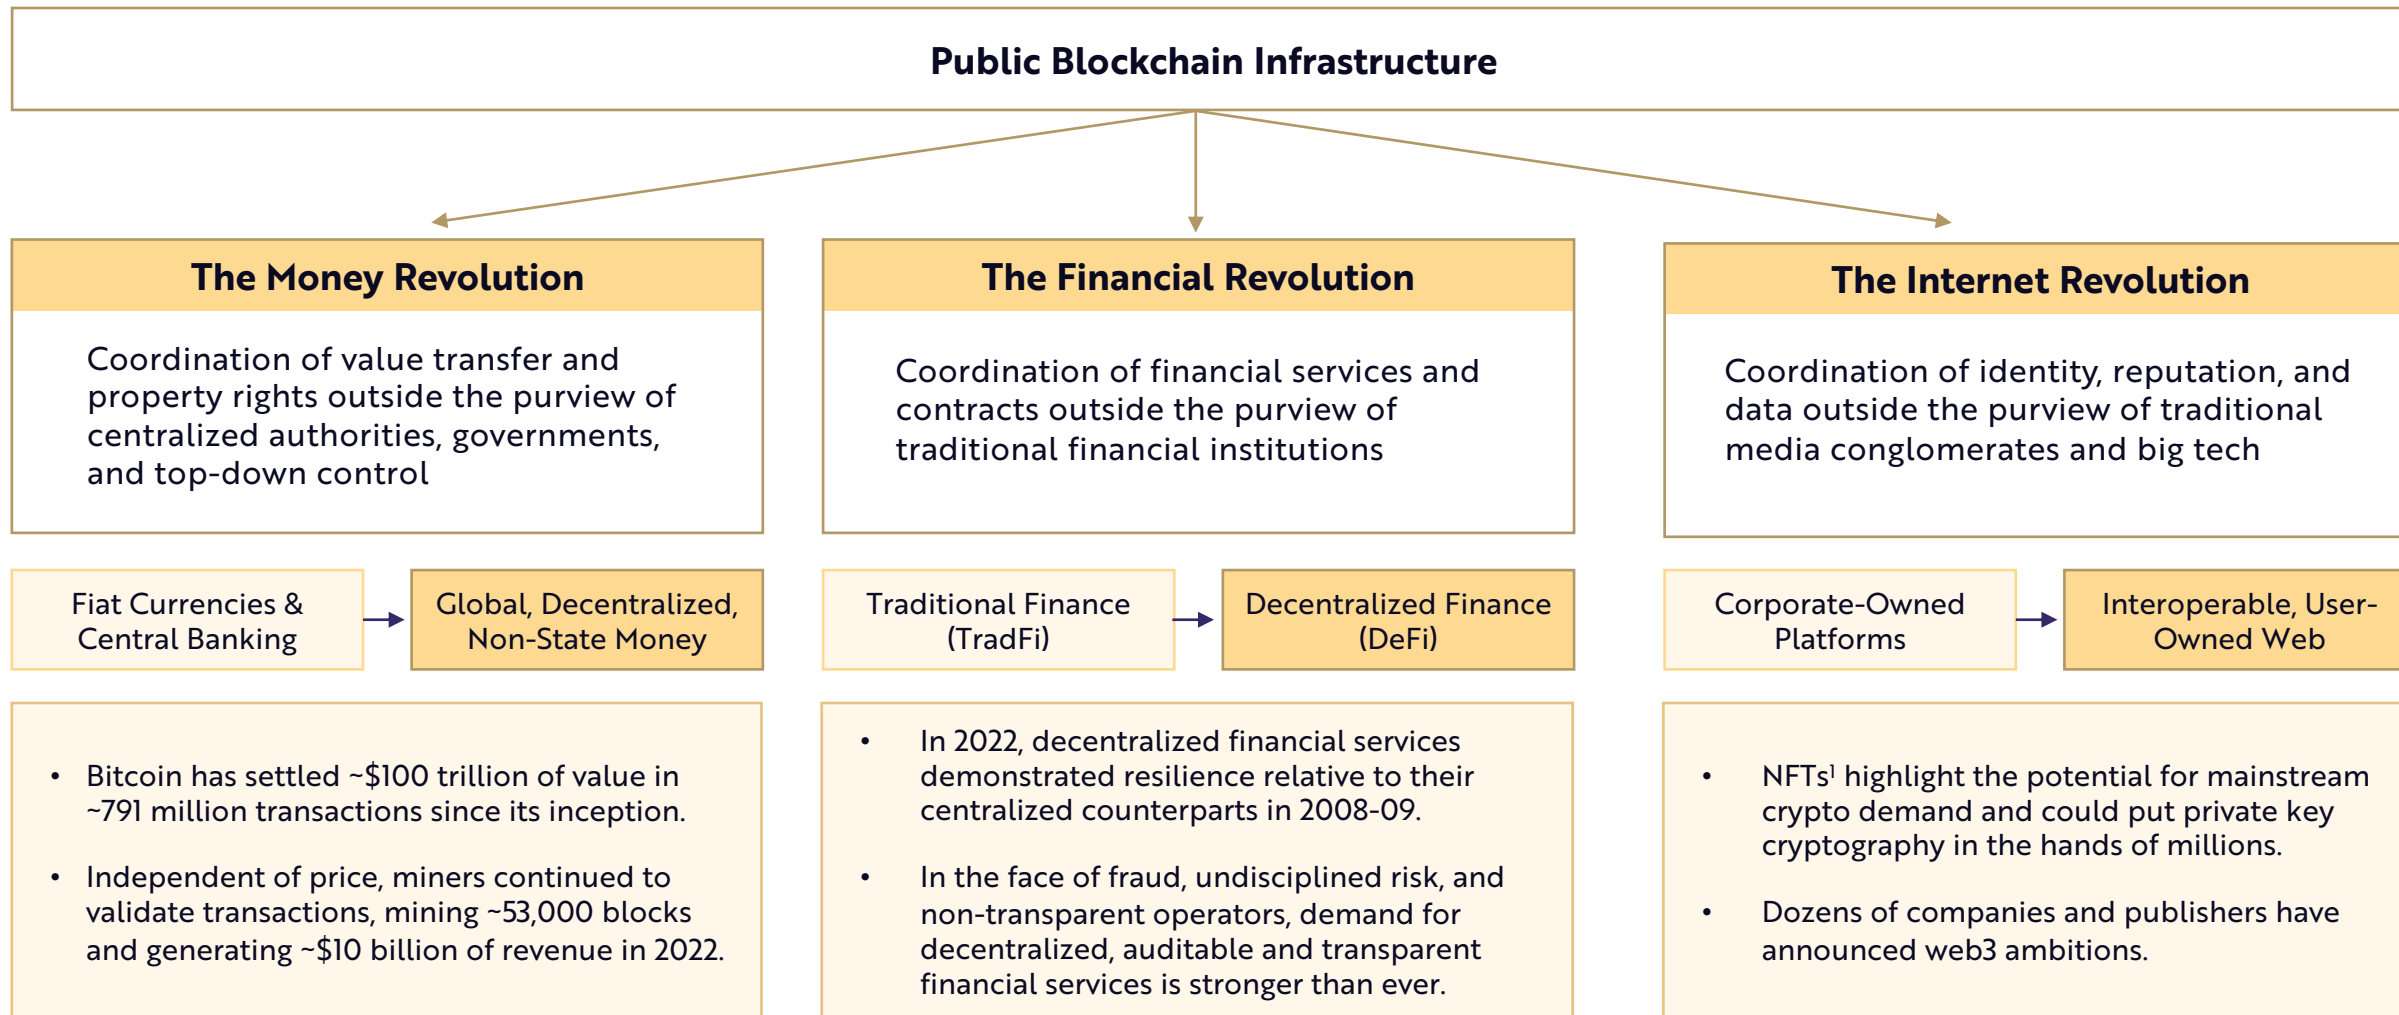 Public Blockchain Infrastructure
The Money Revolution
Coordination of value transfer and
property rights outside the purview of
centralized authorities, governments,
and top-down control
Fiat Currencies &
Central Banking
Global, Decentralized,
Non-State Money
• Bitcoin has settled ~$100 trillion of value in
~791 million transactions since its inception.
• Independent of price, miners continued to
validate transactions, mining ~53,000 blocks
and generating ~$10 billion of revenue in 2022.
The Financial Revolution
Coordination of financial services and
contracts outside the purview of
traditional financial institutions
Traditional Finance
(TradFi)
Decentralized Finance
(DeFi)
• In 2022, decentralized financial services
demonstrated resilience relative to their
centralized counterparts in 2008-09.
• In the face of fraud, undisciplined risk, and
non-transparent operators, demand for
decentralized, auditable and transparent
financial services is stronger than ever.
The Internet Revolution
Coordination of identity, reputation, and
data outside the purview of traditional
media conglomerates and big tech
Corporate-Owned
Platforms
Interoperable, User-
Owned Web
• NFTs¹ highlight the potential for mainstream
crypto demand and could put private key
cryptography in the hands of millions.
• Dozens of companies and publishers have
announced web3 ambitions.